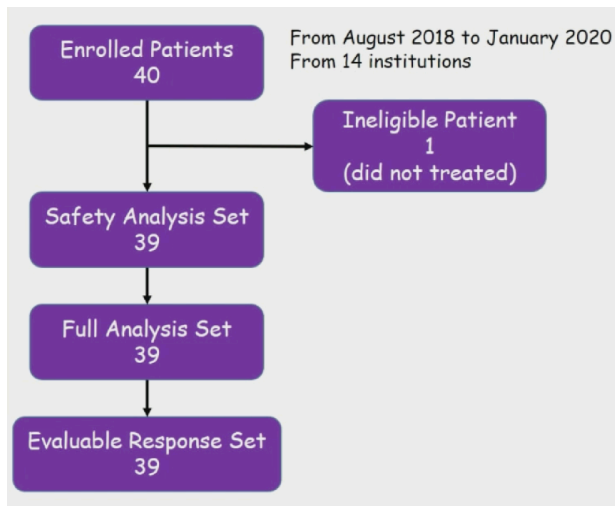 Enrolled Patients
40
From August 2018 to January 2020
From 14 institutions
Ineligible Patient
1
(did not treated)
Safety Analysis Set
39
Full Analysis Set
39
Evaluable Response Set
39